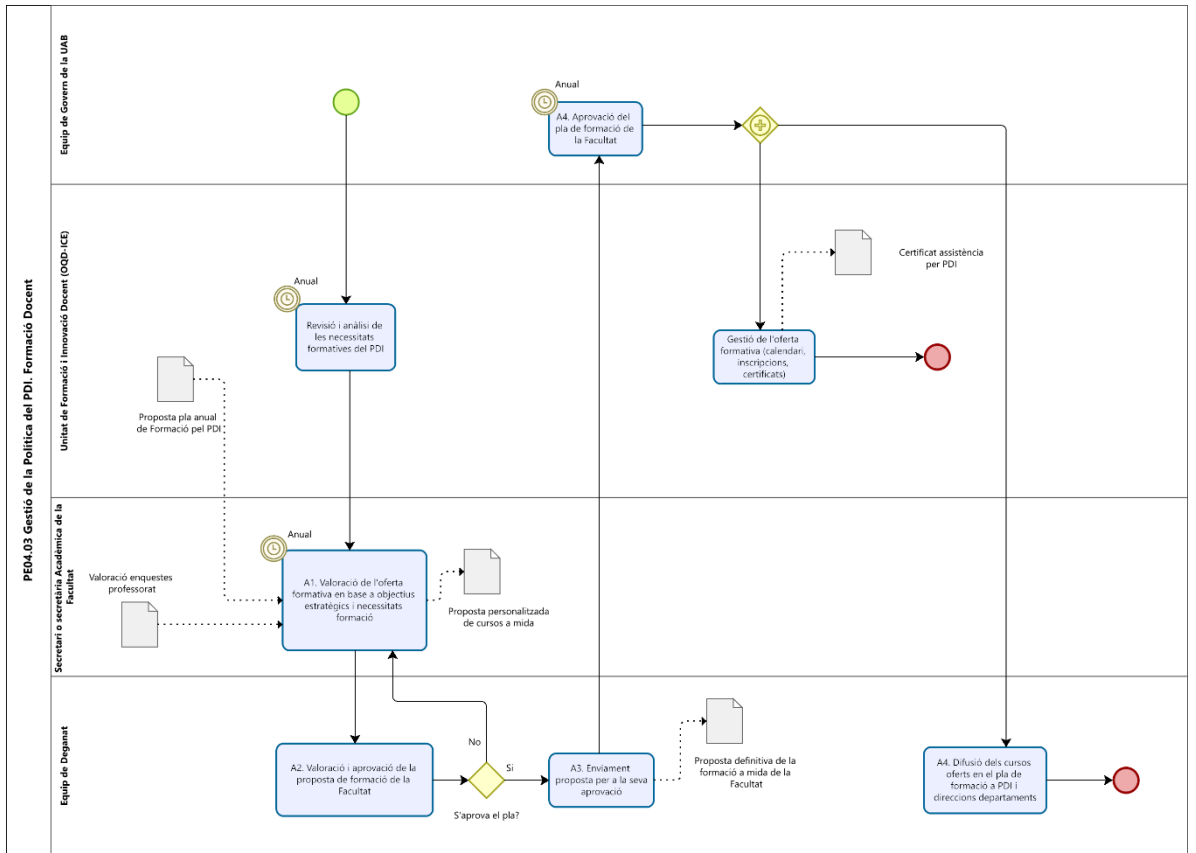 PE04.03 Gestió de la Política del PDI. Formació Docent
Equip de Govern de la UAB
Anual
A4. Aprovació del
pla de formació de
la Facultat
Unitat de Formació i Innovació Docent (OQD-ICE)
Certificat assistència
per PDI
Anual
Revisió i anàlisi de
les necessitats
formatives del PDI
Gestió de l'oferta
formativa (calendari,
inscripcions,
certificats)
Proposta pla anual
de Formació pel PDI
Secretari o secretària Acadèmica de la
Facultat
Anual
Valoració enquestes
professorat
A1. Valoració de l'oferta
formativa en base a objectius
estratègics i necessitats
formació
Proposta personalitzada
de cursos a mida
Equip de Deganat
A2. Valoració i aprovació de la
proposta de formació de la
Facultat
No
Si
S'aprova el pla?
A3. Enviament
proposta per a la seva
aprovació
Proposta definitiva de la
formació a mida de la
Facultat
A4. Difusió dels cursos
oferts en el pla de
formació a PDI i
direccions departaments